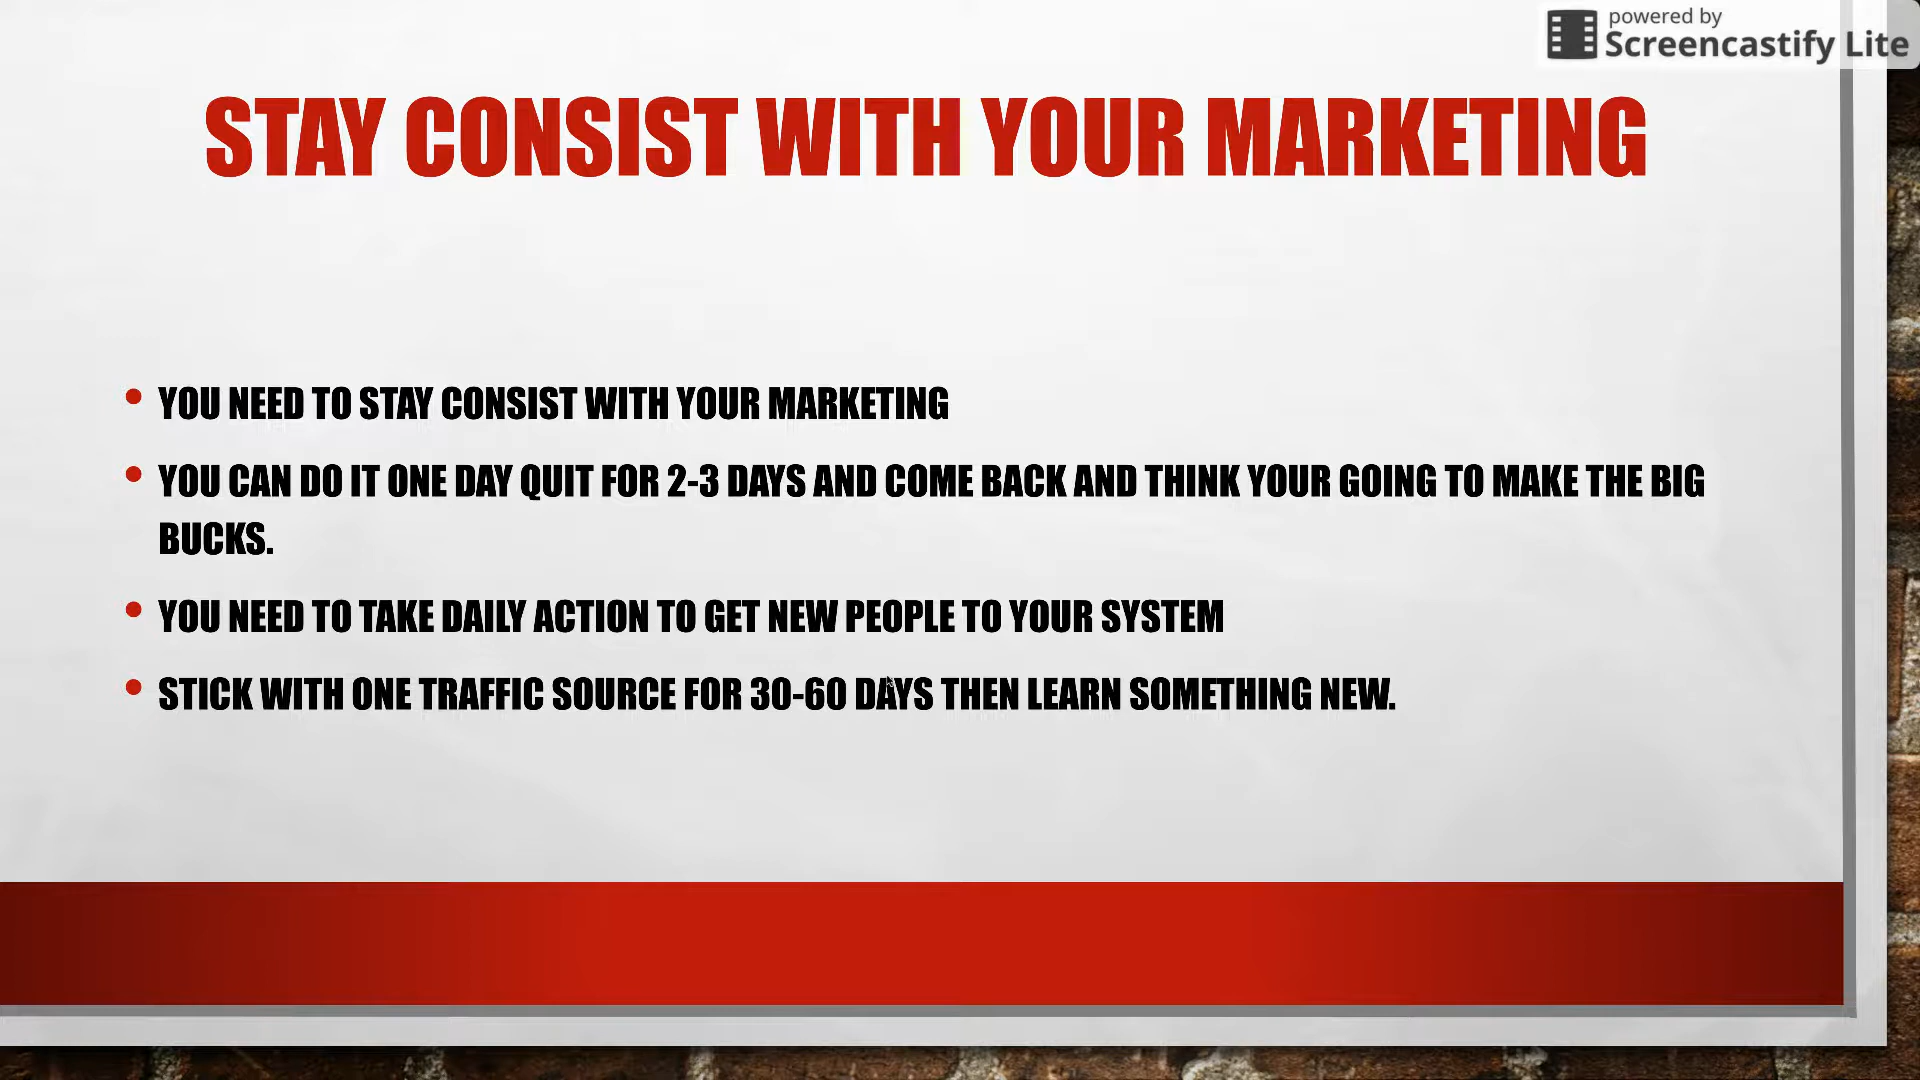 powered by
Screencastify Lite
STAY CONSIST WITH YOUR MARKETING
• YOU NEED TO STAY CONSIST WITH YOUR MARKETING
• YOU CAN DO IT ONE DAY QUIT FOR 2-3 DAYS AND COME BACK AND THINK YOUR GOING TO MAKE THE BIG
BUCKS.
• YOU NEED TO TAKE DAILY ACTION TO GET NEW PEOPLE TO YOUR SYSTEM
• STICK WITH ONE TRAFFIC SOURCE FOR 30-60 DAYS THEN LEARN SOMETHING NEW.